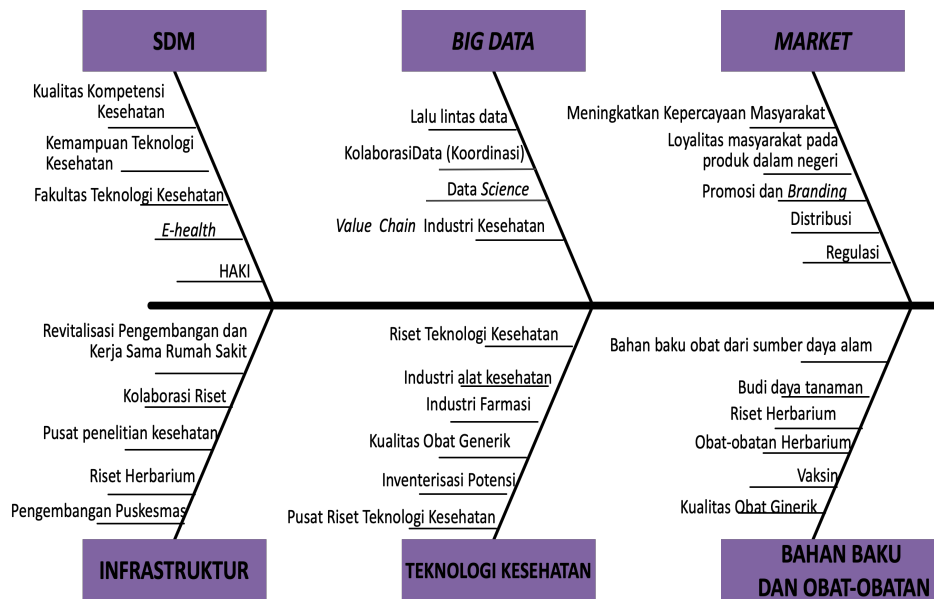 SDM
Kualitas Kompetensi
Kesehatan
Kemampuan Teknologi
Kesehatan
Fakultas Teknologi Kesehatan
E-health
HAKI
BIG DATA
Lalu lintas data
KolaborasiData (Koordinasi)
Data Science
Value Chain Industri Kesehatan
MARKET
Meningkatkan Kepercayaan Masyarakat
Loyalitas masyarakat pada
produk dalam negeri
Promosi dan Branding
Distribusi
Regulasi
Revitalisasi Pengembangan dan
Kerja Sama Rumah Sakit
Kolaborasi Riset
Pusat penelitian kesehatan
Riset Herbarium
Pengembangan Puskesmas
INFRASTRUKTUR
Riset Teknologi Kesehatan
Industri alat kesehatan
Industri Farmasi
Kualitas Obat Generik
Inventerisasi Potensi
Pusat Riset Teknologi Kesehatan
TEKNOLOGI KESEHATAN
Bahan baku obat dari sumber daya alam
Budi daya tanaman
Riset Herbarium
Obat-obatan Herbarium
Vaksin
Kualitas Obat Ginerik
BAHAN BAKU
DAN OBAT-OBATAN